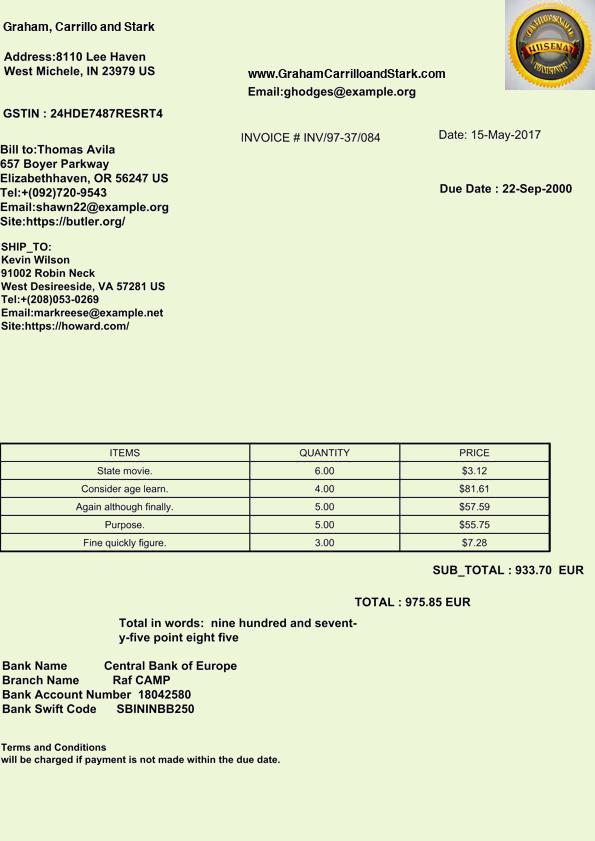 Graham, Carrillo and Stark
Address:8110 Lee Haven
West Michele, IN 23979 US
www.GrahamCarrilloandStark.com
Email:ghodges@example.org
GSTIN : 24HDE7487RESRT4
INVOICE # INV/97-37/084
Date: 15-May-2017
Due Date : 22-Sep-2000
Bill to:Thomas Avila
657 Boyer Parkway
Elizabethhaven, OR 56247 US
Tel:+(092)720-9543
Email:shawn22@example.org
Site:https://butler.org/
SHIP_TO:
Kevin Wilson
91002 Robin Neck
West Desireeside, VA 57281 US
Tel:+(208)053-0269
Email:markreese@example.net
Site:https://howard.com/
ITEMS QUANTITY PRICE
State movie. 6.00 $3.12
Consider age learn. 4.00 $81.61
Again although finally. 5.00 $57.59
Purpose. 5.00 $55.75
Fine quickly figure. 3.00 $7.28
SUB_TOTAL : 933.70 EUR
TOTAL : 975.85 EUR
Total in words: nine hundred and sevent-
y-five point eight five
Bank Name Central Bank of Europe
Branch Name Raf CAMP
Bank Account Number 18042580
Bank Swift Code SBININBB250
Terms and Conditions
will be charged if payment is not made within the due date.